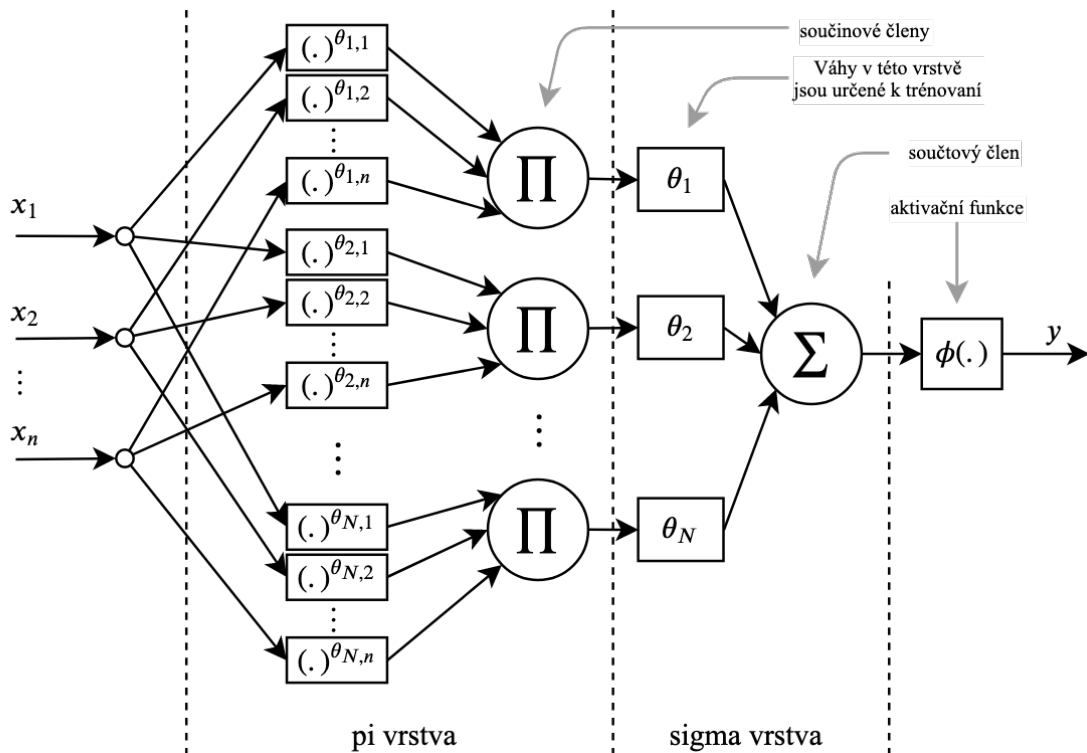 součinové členy
Váhy v této vrstvě
jsou určené k trénovaní
součtový člen
aktivační funkce
x1
x2
⋮
xn
(.)^θ1,1
(.)^θ1,2
⋮
(.)^θ1,n
(.)^θ2,1
(.)^θ2,2
⋮
(.)^θ2,n
⋮
(.)^θN,1
(.)^θN,2
⋮
(.)^θN,n
∏
∏
⋮
∏
θ1
θ2
θN
∑
ϕ(.)
y
pi vrstva
sigma vrstva